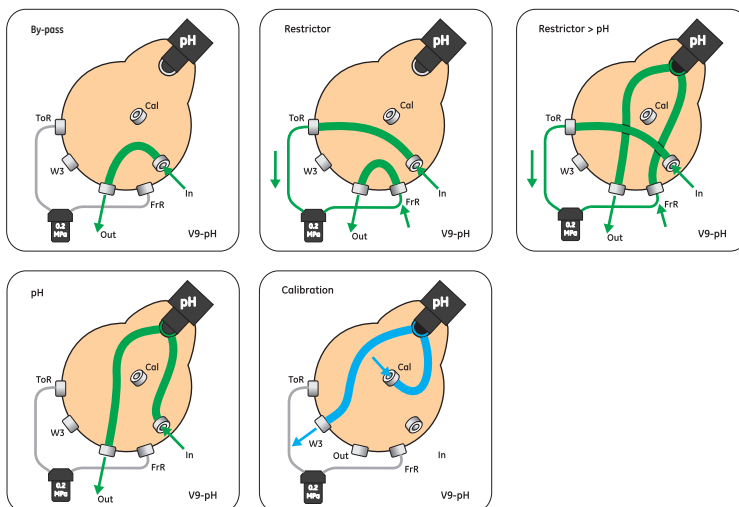 By-pass
pH
ToR
Cal
W3
In
FrR
0.2
MPa
Out
V9-pH
Restrictor
pH
ToR
Cal
W3
In
FrR
0.2
MPa
Out
V9-pH
Restrictor > pH
pH
ToR
Cal
W3
In
FrR
0.2
MPa
Out
V9-pH
pH
pH
ToR
Cal
W3
In
FrR
0.2
MPa
Out
V9-pH
Calibration
pH
ToR
Cal
W3
Out
In
FrR
0.2
MPa
V9-pH